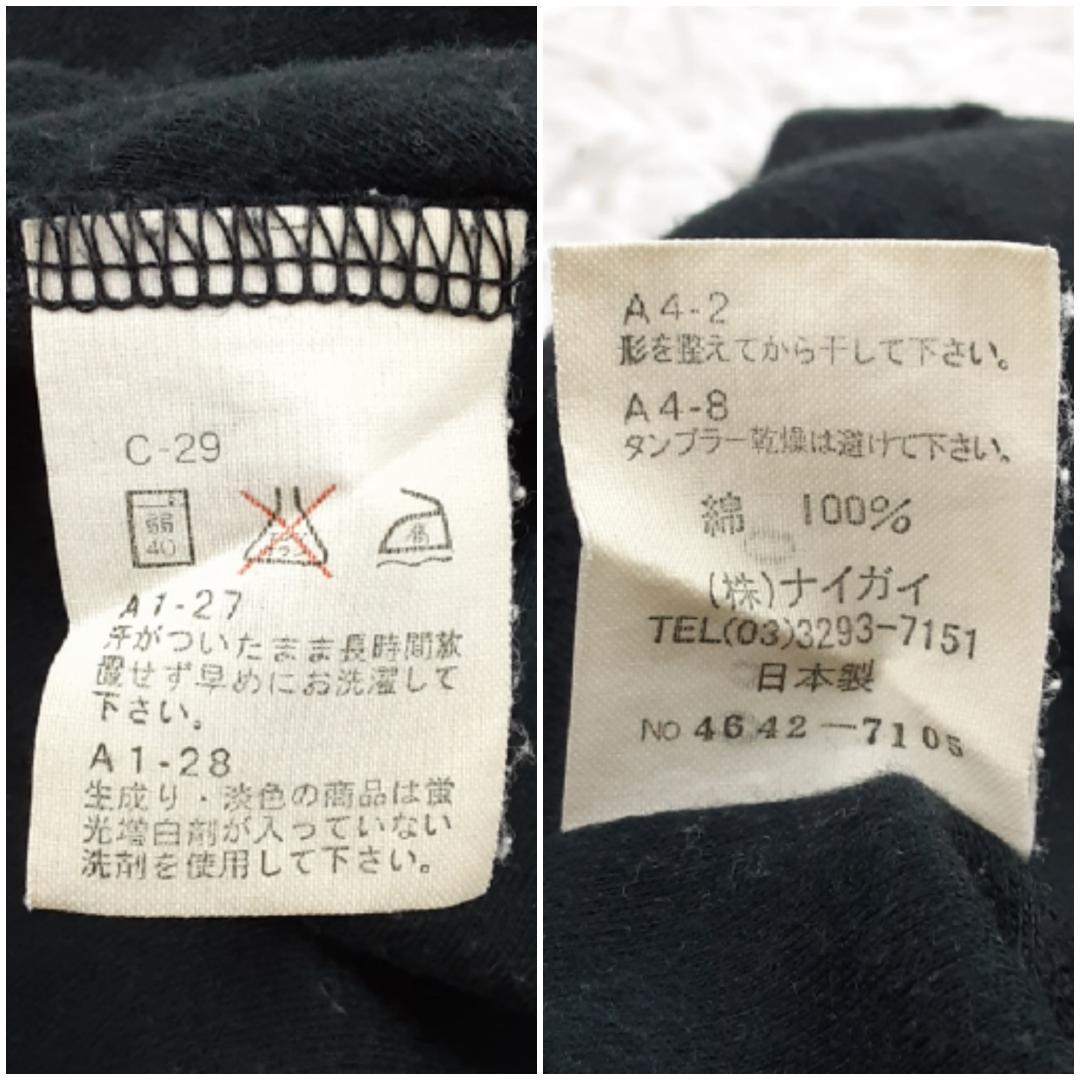 C-29
弱
40
高
A1-27
汗がついたまま長時間放
置せず早めにお洗濯して
下さい。
A1-28
生成り・淡色の商品は蛍
光増白剤が入っていない
洗剤を使用して下さい。
A4-2
形を整えてから干して下さい。
A4-8
タンブラー乾燥は避けて下さい。
綿 100%
(株)ナイガイ
TEL(03)3293-7151
日本製
No 4642-7105